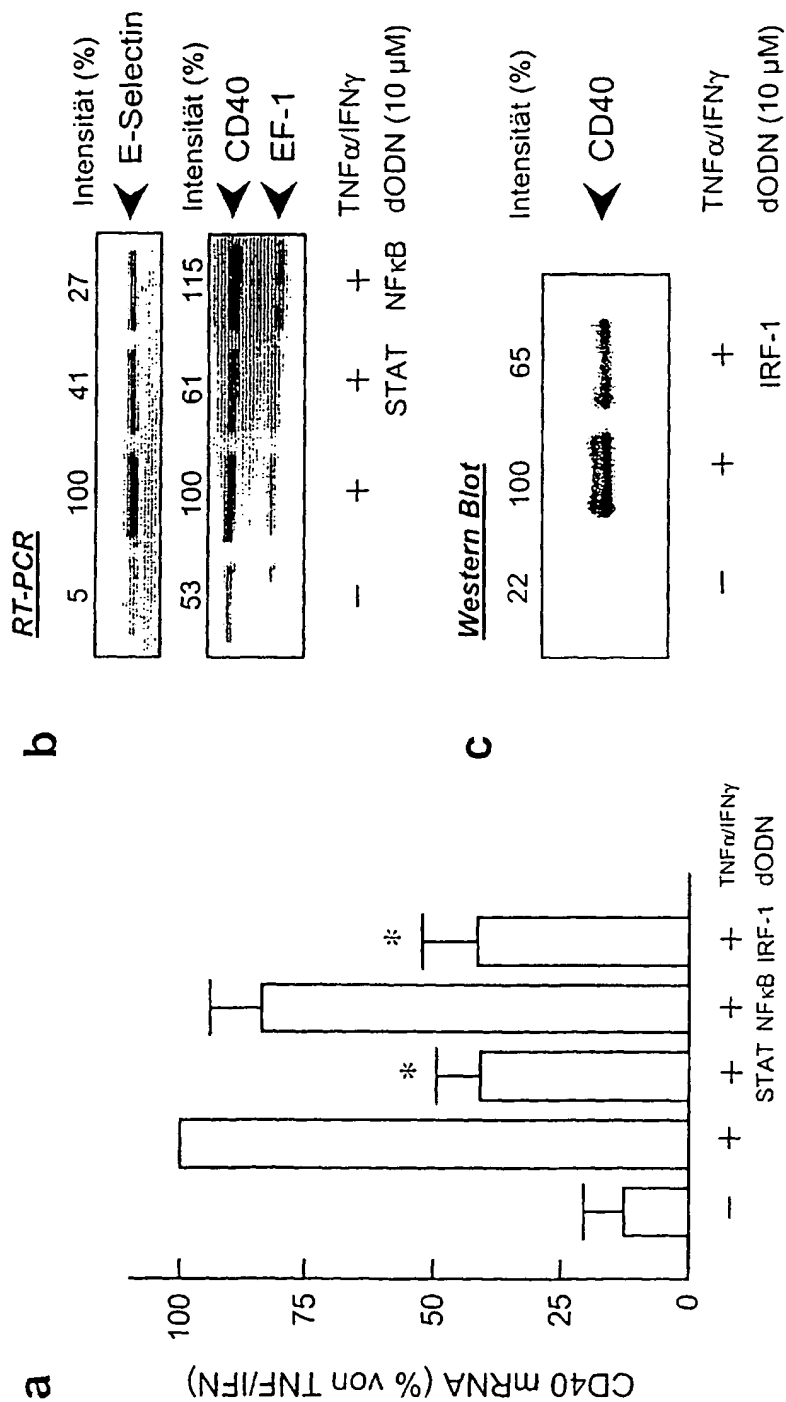 a
CD40 mRNA (% von TNF/IFN)
100
75
50
25
0
− + + + + TNFα/IFNγ
STAT NFκB IRF-1 dODN
b
RT-PCR
5 100 41 27 Intensität (%)
E-Selectin
53 100 61 115 Intensität (%)
CD40
EF-1
− + + + TNFα/IFNγ
STAT NFκB dODN (10 µM)
c
Western Blot
22 100 65 Intensität (%)
CD40
− + + TNFα/IFNγ
IRF-1 dODN (10 µM)